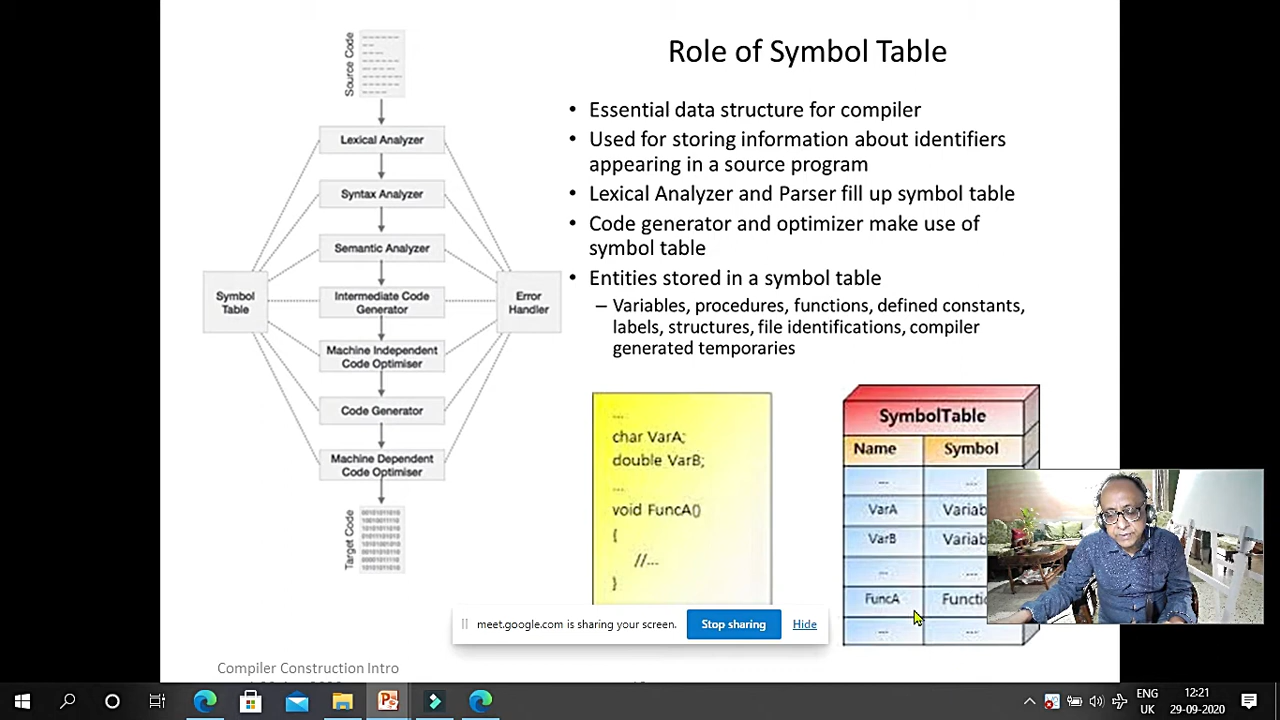 Role of Symbol Table
Source Code
Lexical Analyzer
Syntax Analyzer
Semantic Analyzer
Symbol
Table
Intermediate Code
Generator
Error
Handler
Machine Independent
Code Optimiser
Code Generator
Machine Dependent
Code Optimiser
Target Code
• Essential data structure for compiler
• Used for storing information about identifiers
appearing in a source program
• Lexical Analyzer and Parser fill up symbol table
• Code generator and optimizer make use of
symbol table
• Entities stored in a symbol table
– Variables, procedures, functions, defined constants,
labels, structures, file identifications, compiler
generated temporaries
...
char VarA;
double VarB;
...
void FuncA()
{
//...
}
SymbolTable
Name Symbol
... ...
VarA Variab
VarB Variab
... ...
FuncA Functi
... ...
meet.google.com is sharing your screen. Stop sharing Hide
Compiler Construction Intro
ENG 12:21
UK 29-09-2020